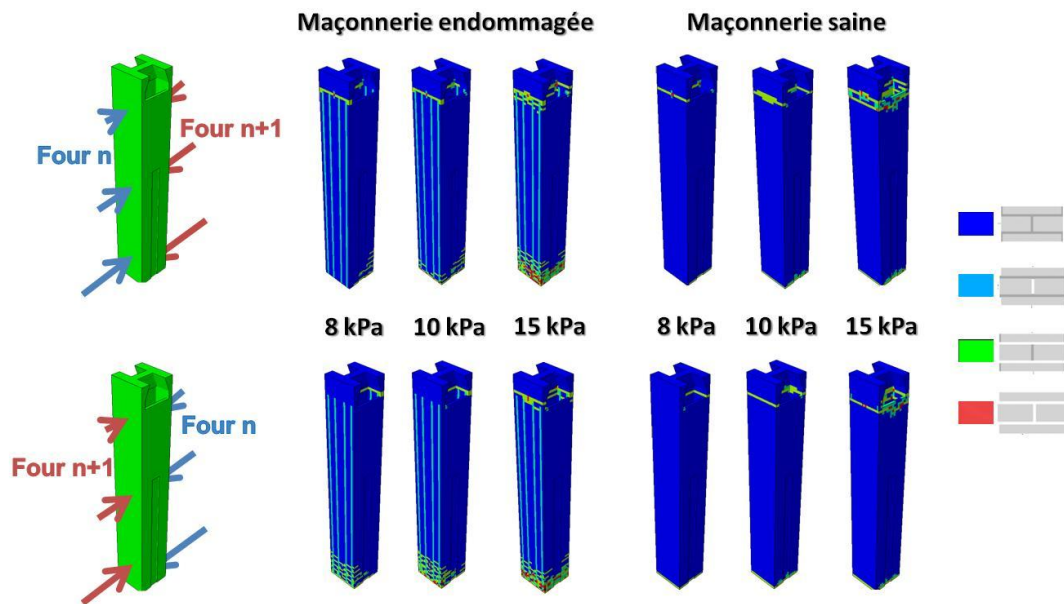 Maçonnerie endommagée
Maçonnerie saine
Four n+1
Four n
8 kPa
10 kPa
15 kPa
8 kPa
10 kPa
15 kPa
Four n
Four n+1